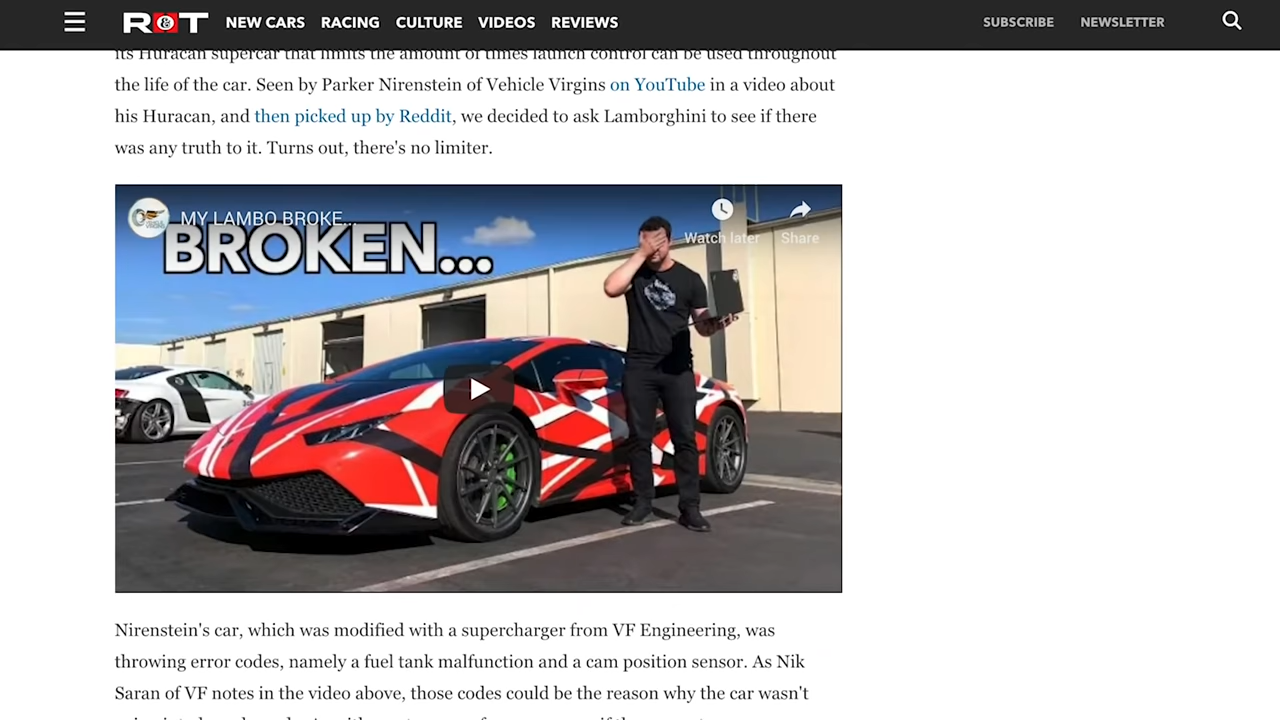 R&T NEW CARS RACING CULTURE VIDEOS REVIEWS SUBSCRIBE NEWSLETTER
its Huracan supercar that limits the amount of times launch control can be used throughout
the life of the car. Seen by Parker Nirenstein of Vehicle Virgins on YouTube in a video about
his Huracan, and then picked up by Reddit, we decided to ask Lamborghini to see if there
was any truth to it. Turns out, there's no limiter.
MY LAMBO BROKE...
BROKEN...
Watch later Share
Nirenstein's car, which was modified with a supercharger from VF Engineering, was
throwing error codes, namely a fuel tank malfunction and a cam position sensor. As Nik
Saran of VF notes in the video above, those codes could be the reason why the car wasn't